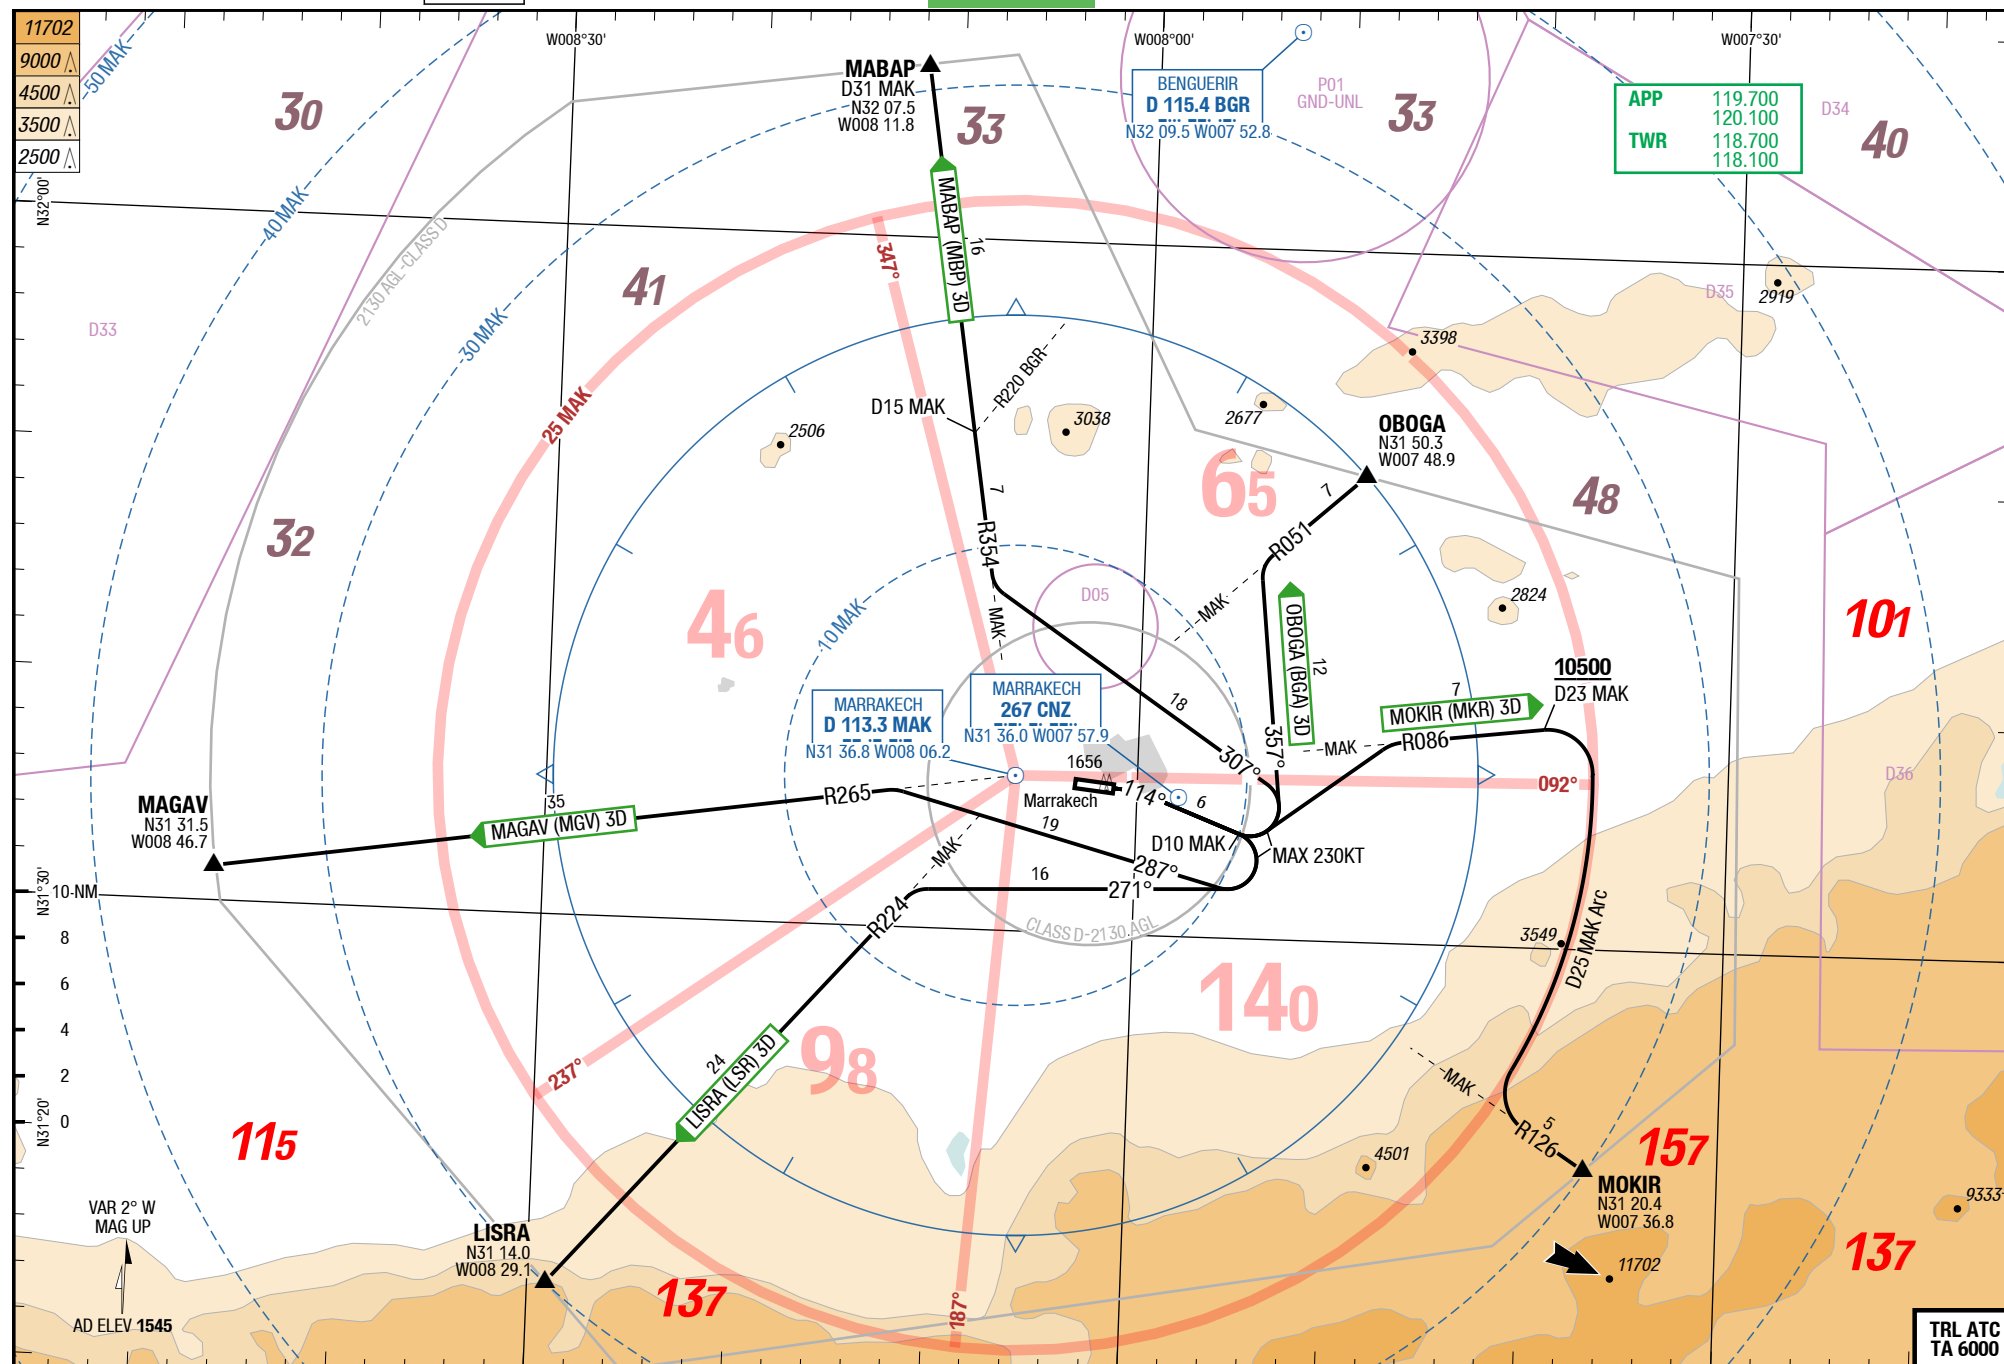 11702
9000
4500
3500
2500
50 MAK
40 MAK
30 MAK
W008°30'
W008°00'
W007°30'
N32°00'
30
33
33
40
MABAP
D31 MAK
N32 07.5
W008 11.8
BENGUERIR
D 115.4 BGR
N32 09.5 W007 52.8
P01
GND-UNL
APP 119.700
120.100
TWR 118.700
118.100
D34
2130 AGL-CLASS D
41
347°
MABAP (MBP) 3D
16
D33
D35
2919
3398
25 MAK
D15 MAK
R220 BGR
2506
3038
2677
OBOGA
N31 50.3
W007 48.9
65
7
7
48
32
R354
R051
MAK
MAK
46
10 MAK
D05
2824
101
OBOGA (BGA) 3D
12
10500
D23 MAK
7
MOKIR (MKR) 3D
MARRAKECH
D 113.3 MAK
N31 36.8 W008 06.2
MARRAKECH
267 CNZ
N31 36.0 W007 57.9
18
307°
357°
MAK
R086
1656
Marrakech
114°
6
092°
D36
MAGAV
N31 31.5
W008 46.7
35
MAGAV (MGV) 3D
R265
19
D10 MAK
MAX 230KT
MAK
287°
16
271°
N31°30'
10-NM
8
6
4
2
0
N31°20'
R224
CLASS D-2130 AGL
3549
D25 MAK Arc
140
98
237°
24
LISRA (LSR) 3D
MAK
5
R126
4501
115
157
MOKIR
N31 20.4
W007 36.8
9333
VAR 2° W
MAG UP
LISRA
N31 14.0
W008 29.1
11702
137
137
187°
AD ELEV 1545
TRL ATC
TA 6000